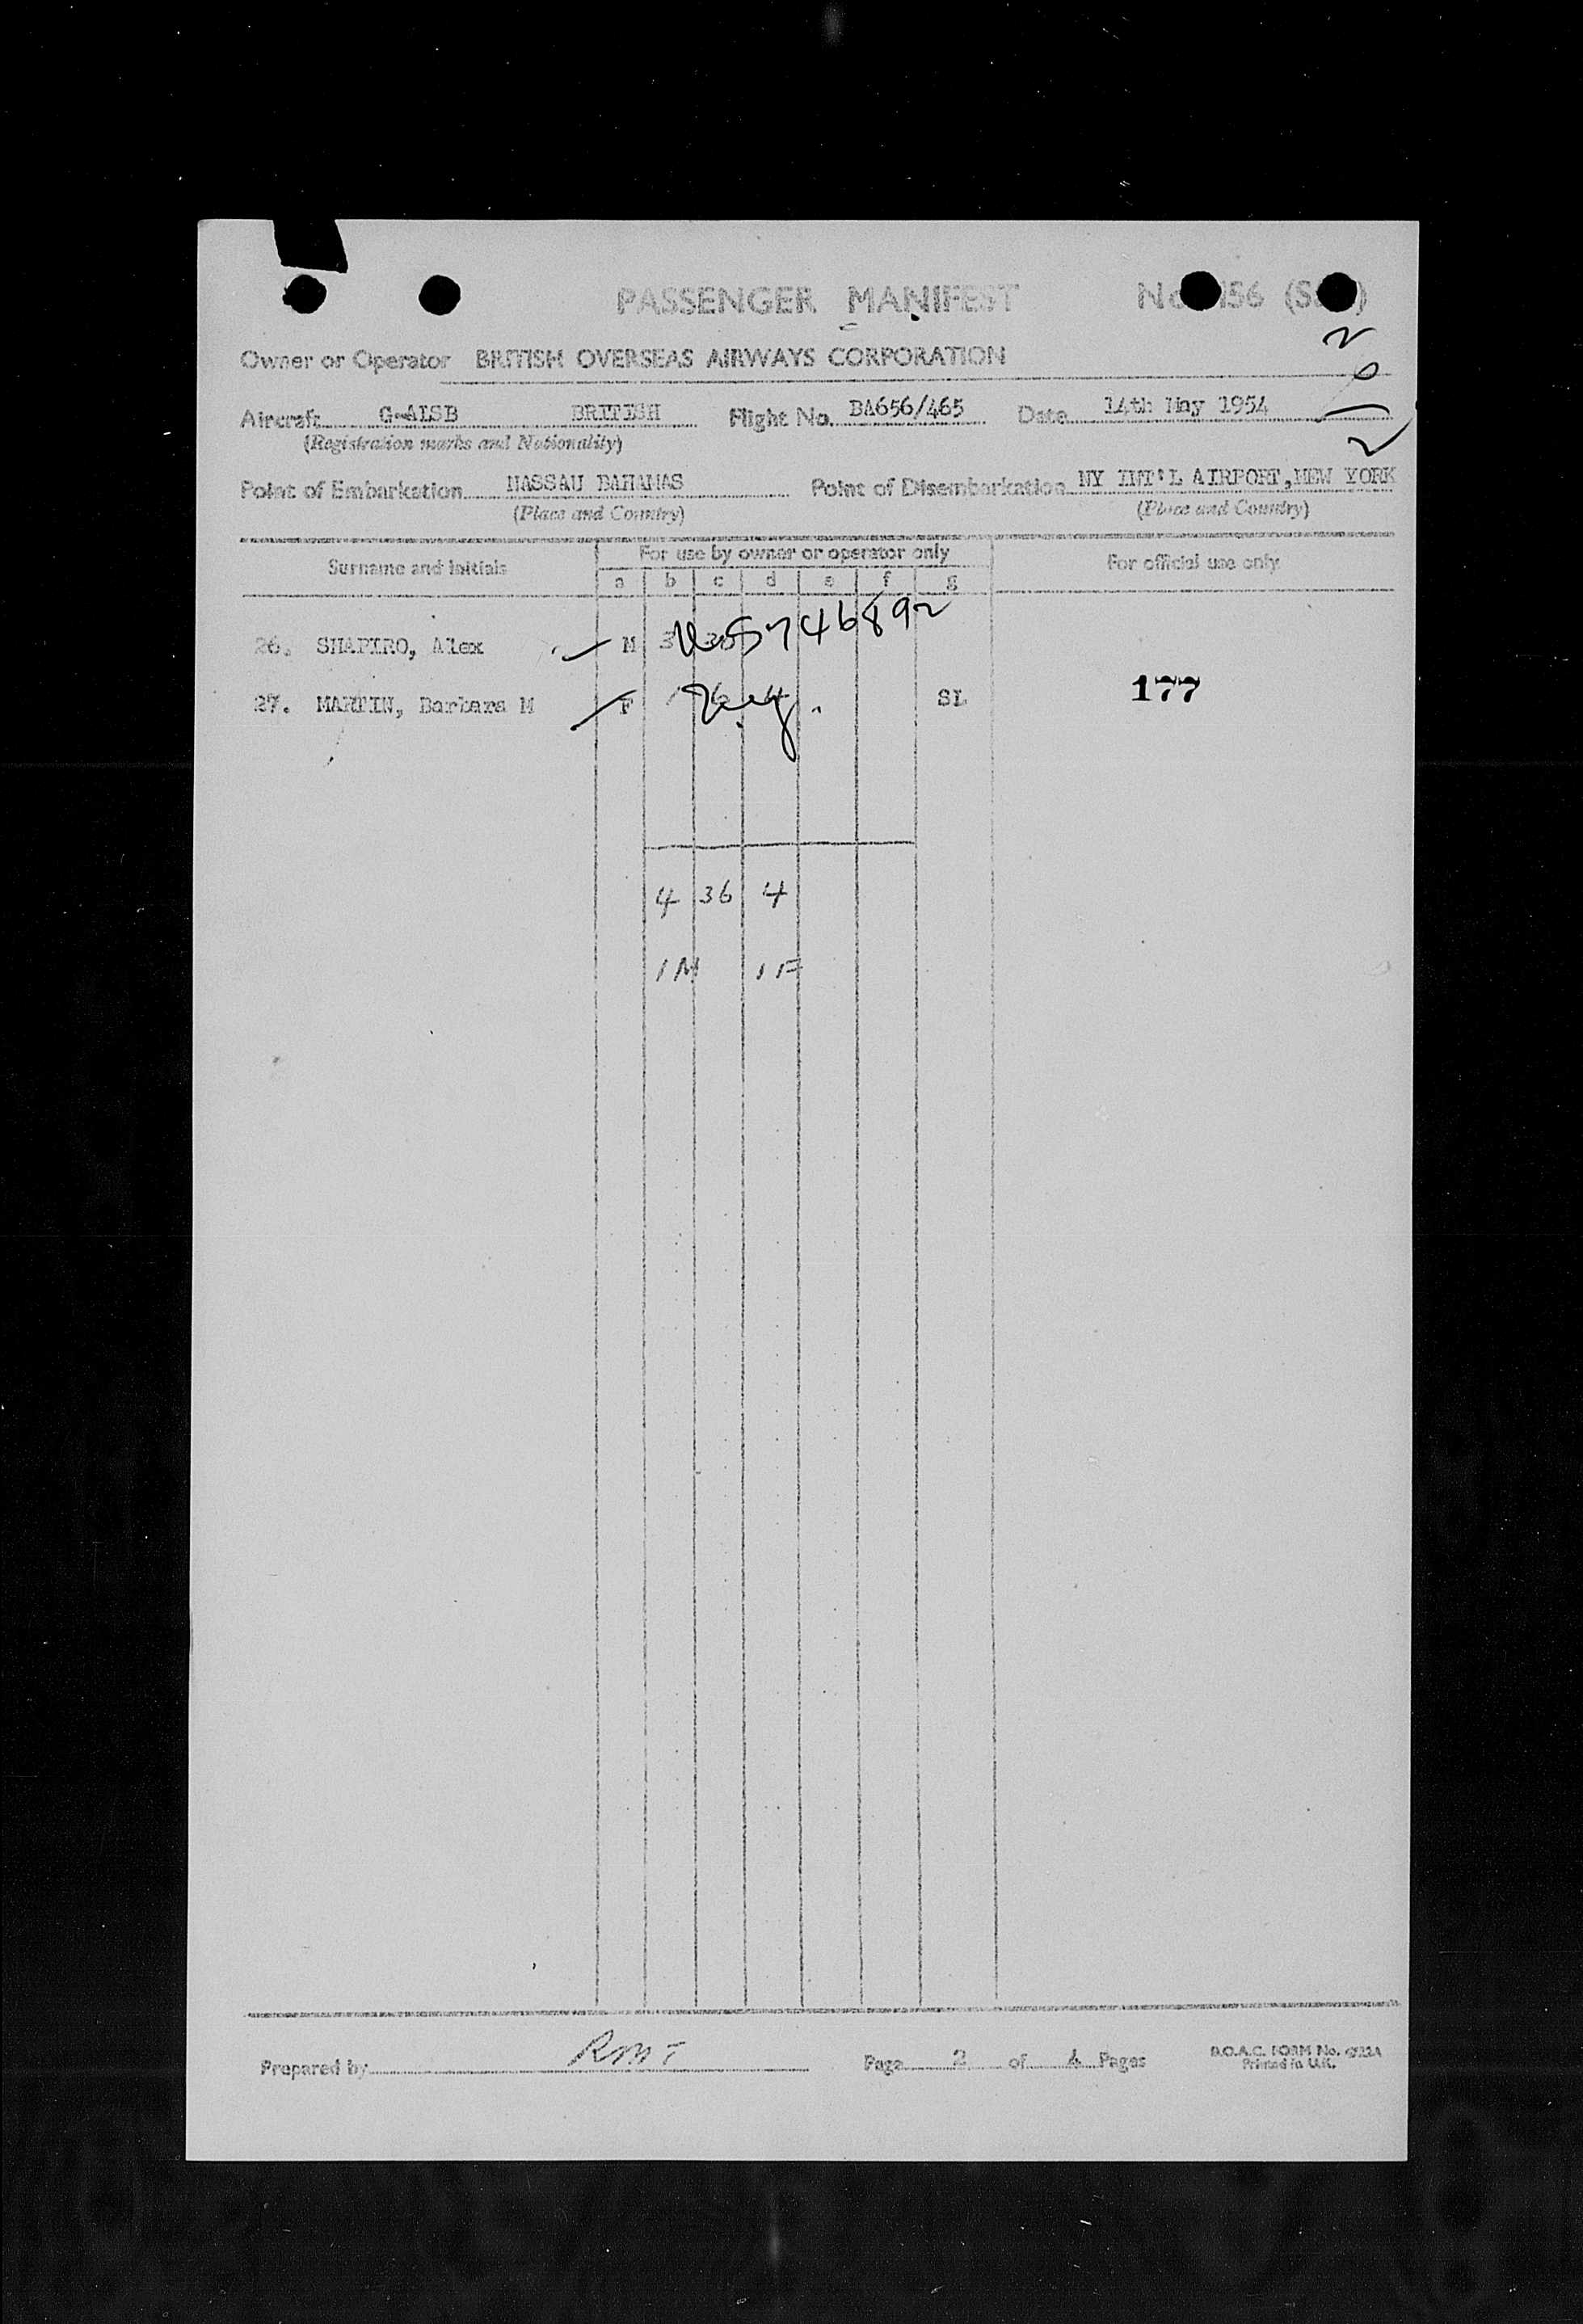 PASSENGER MANIFEST
Owner or Operator BRITISH OVERSEAS AIRWAYS CORPORATION
Aircraft G-ALSB BRITISH Flight No. BA656/465 Date 14th May 1954
(Registration marks and Nationality)
Point of Embarkation NASSAU BAHAMAS Point of Disembarkation NY INT'L AIRPORT, NEW YORK
(Place and Country) (Place and Country)
Surname and Initials For use by owner or operator only For official use only
a b c d e f g
26. SHAPIRO, Alex M 746892
27. MARTIN, Barbara M F SL 177
4 36 4
1M 1F
Prepared by RMT Page 2 of 4 Pages B.O.A.C. FORM No.
Printed in U.K.